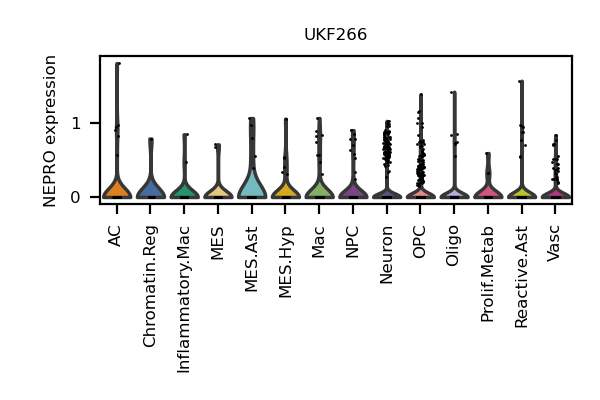 UKF266
NEPRO expression
1
0
AC
Chromatin.Reg
Inflammatory.Mac
MES
MES.Ast
MES.Hyp
Mac
NPC
Neuron
OPC
Oligo
Prolif.Metab
Reactive.Ast
Vasc